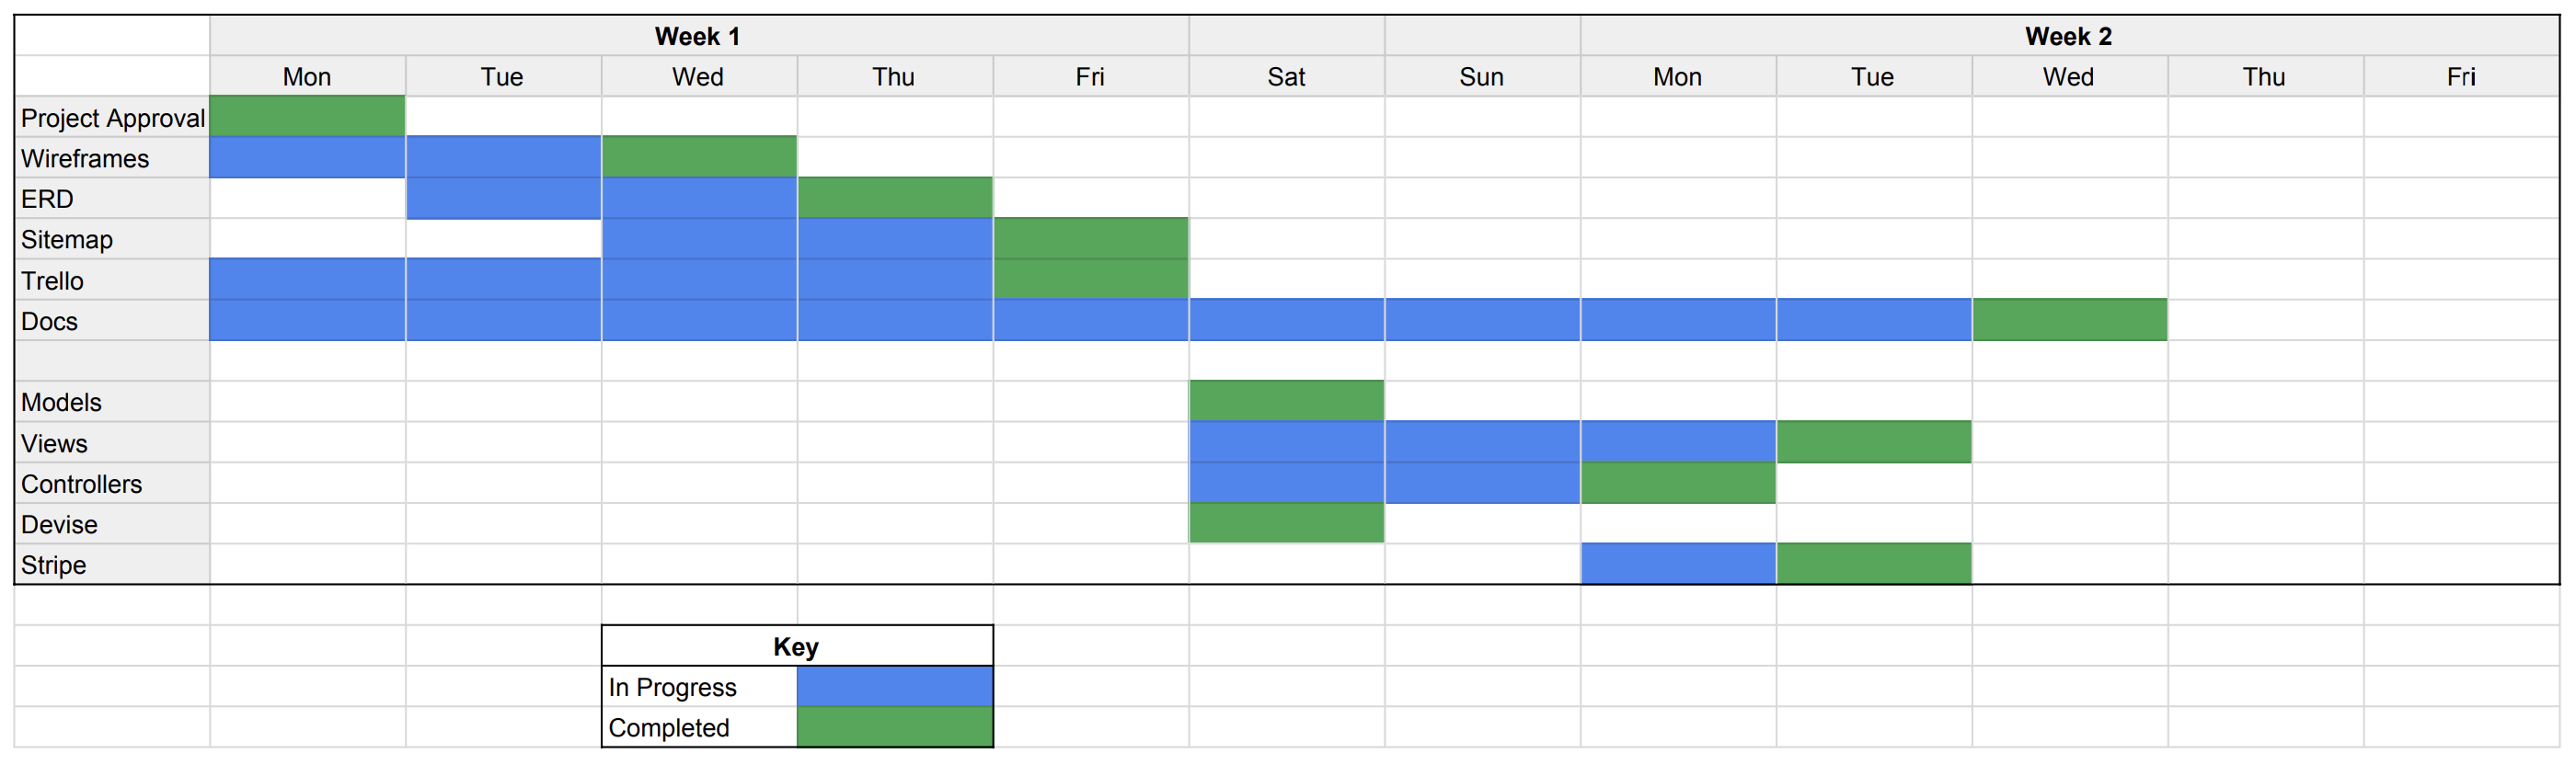 Week 1 Week 2
Mon Tue Wed Thu Fri Sat Sun Mon Tue Wed Thu Fri
Project Approval
Wireframes
ERD
Sitemap
Trello
Docs
Models
Views
Controllers
Devise
Stripe
Key
In Progress
Completed